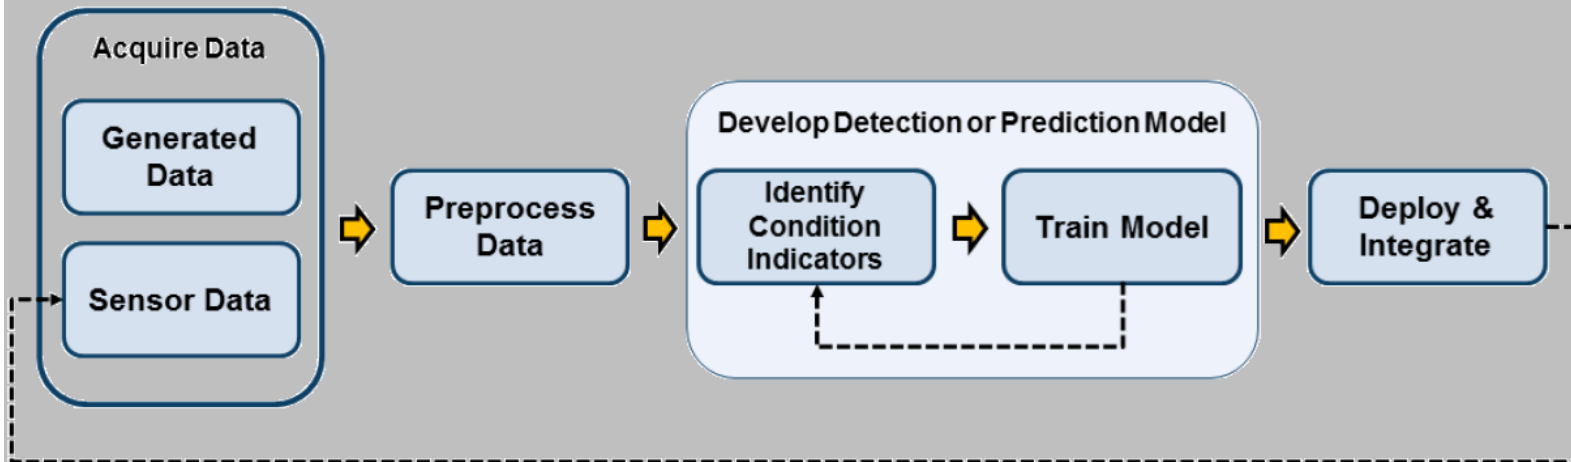 Acquire Data
Generated
Data
Sensor Data
Preprocess
Data
Develop Detection or Prediction Model
Identify
Condition
Indicators
Train Model
Deploy &
Integrate